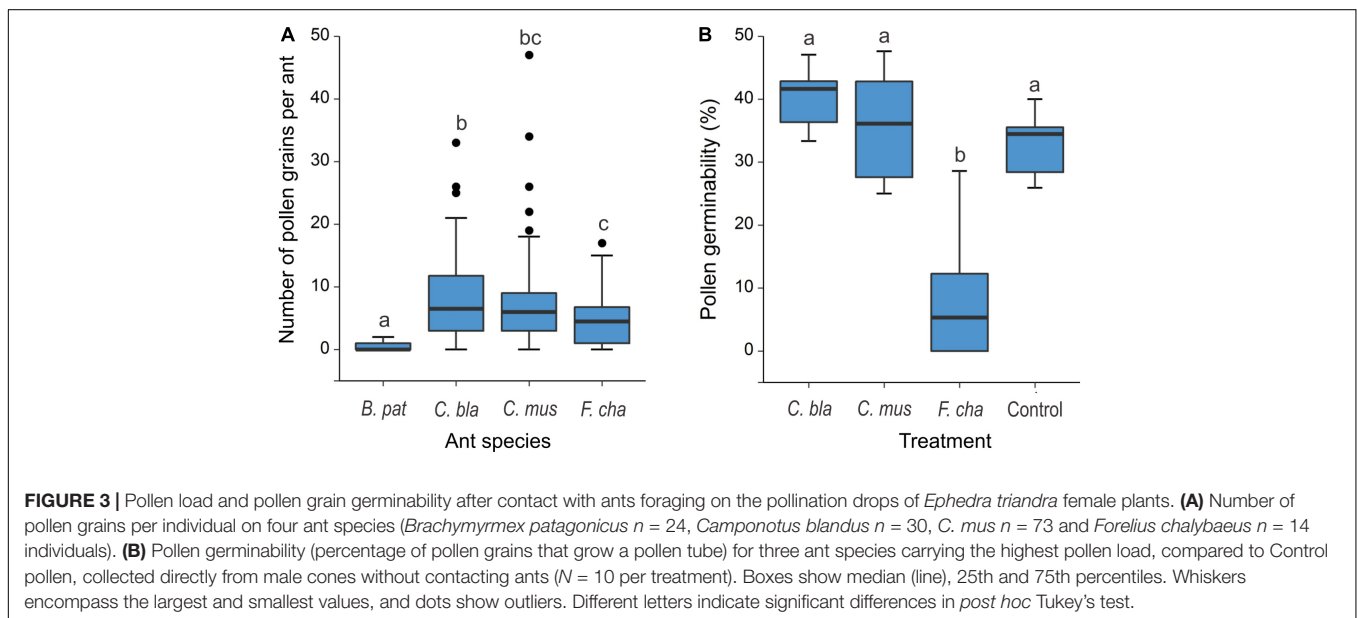 A
B
Number of pollen grains per ant
50
40
30
20
10
0
a
b
bc
c
B. pat
C. bla
C. mus
F. cha
Ant species
Pollen germinability (%)
50
40
30
20
10
0
a
a
b
a
C. bla
C. mus
F. cha
Control
Treatment
FIGURE 3 | Pollen load and pollen grain germinability after contact with ants foraging on the pollination drops of Ephedra triandra female plants. (A) Number of
pollen grains per individual on four ant species (Brachymyrmex patagonicus n = 24, Camponotus blandus n = 30, C. mus n = 73 and Forelius chalybaeus n = 14
individuals). (B) Pollen germinability (percentage of pollen grains that grow a pollen tube) for three ant species carrying the highest pollen load, compared to Control
pollen, collected directly from male cones without contacting ants (N = 10 per treatment). Boxes show median (line), 25th and 75th percentiles. Whiskers
encompass the largest and smallest values, and dots show outliers. Different letters indicate significant differences in post hoc Tukey's test.